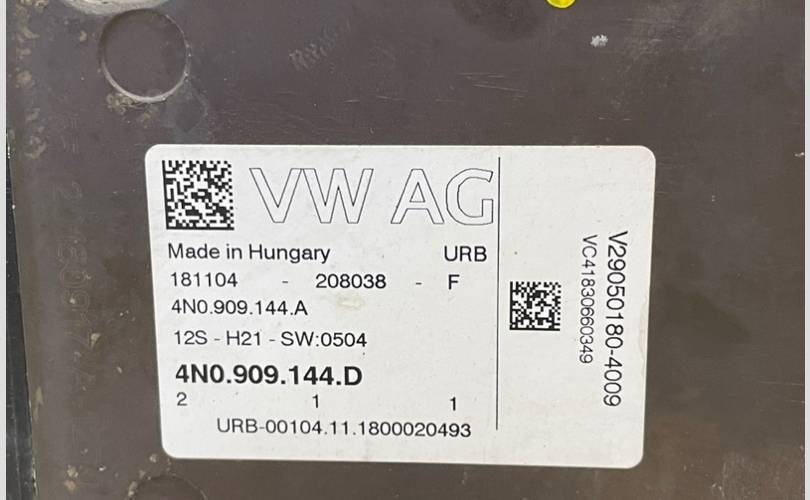 VW AG
Made in Hungary URB
181104 - 208038 - F
4N0.909.144.A
12S - H21 - SW:0504
4N0.909.144.D
2 1 1
URB-00104.11.1800020493
V29050180-4009
VC41830660349